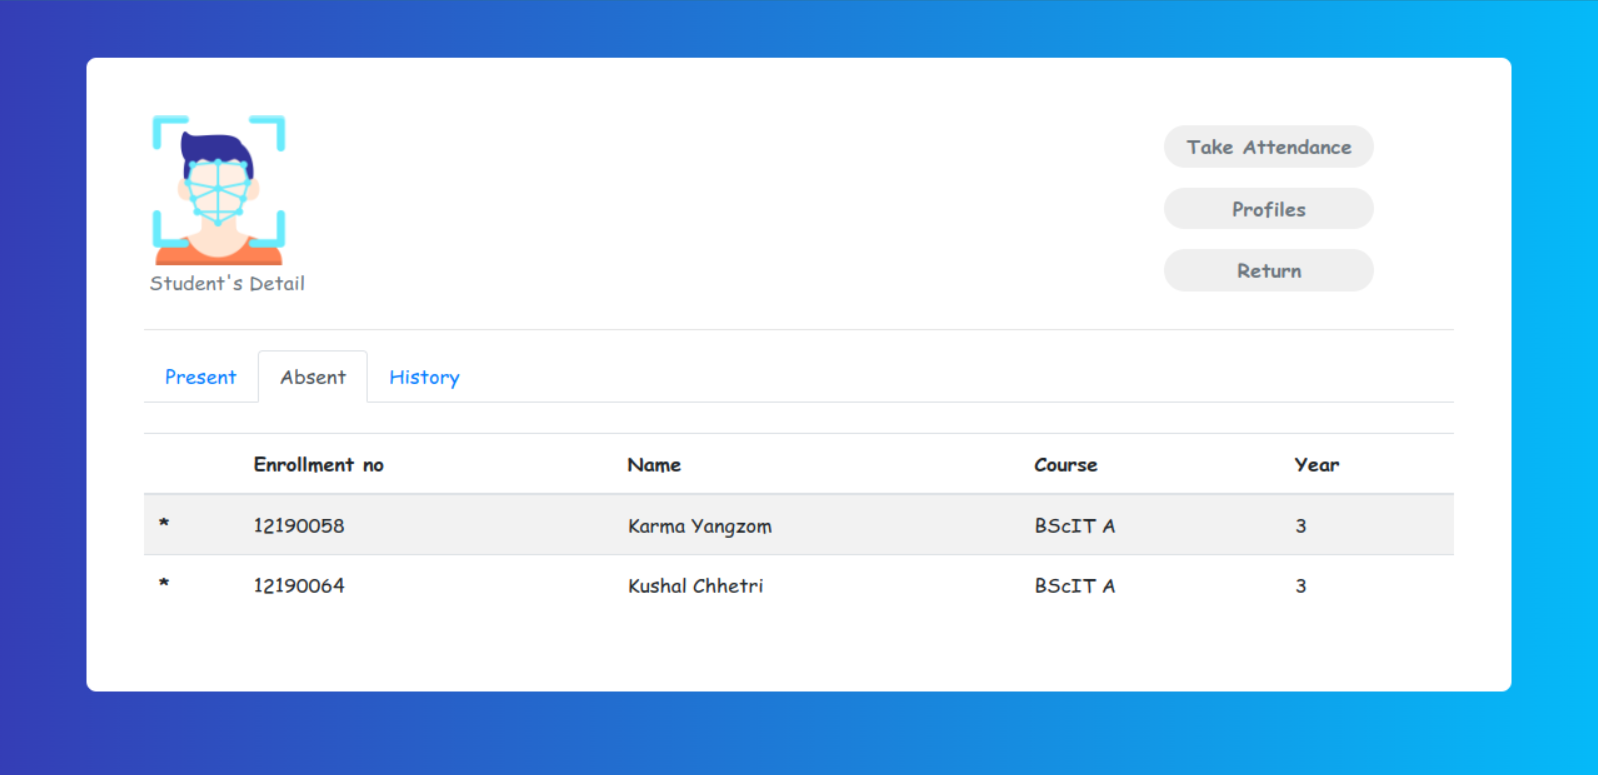 Take Attendance
Profiles
Return
Student's Detail
Present Absent History
Enrollment no Name Course Year
* 12190058 Karma Yangzom BScIT A 3
* 12190064 Kushal Chhetri BScIT A 3